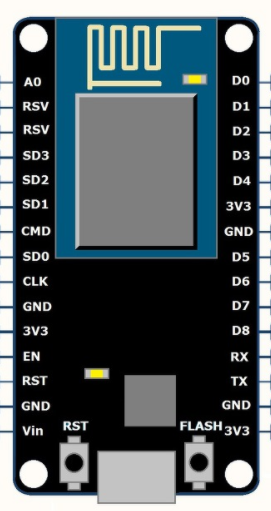 A0 D0
RSV D1
RSV D2
SD3 D3
SD2 D4
SD1 3V3
CMD GND
SD0 D5
CLK D6
GND D7
3V3 D8
EN RX
RST TX
GND GND
Vin 3V3
RST FLASH